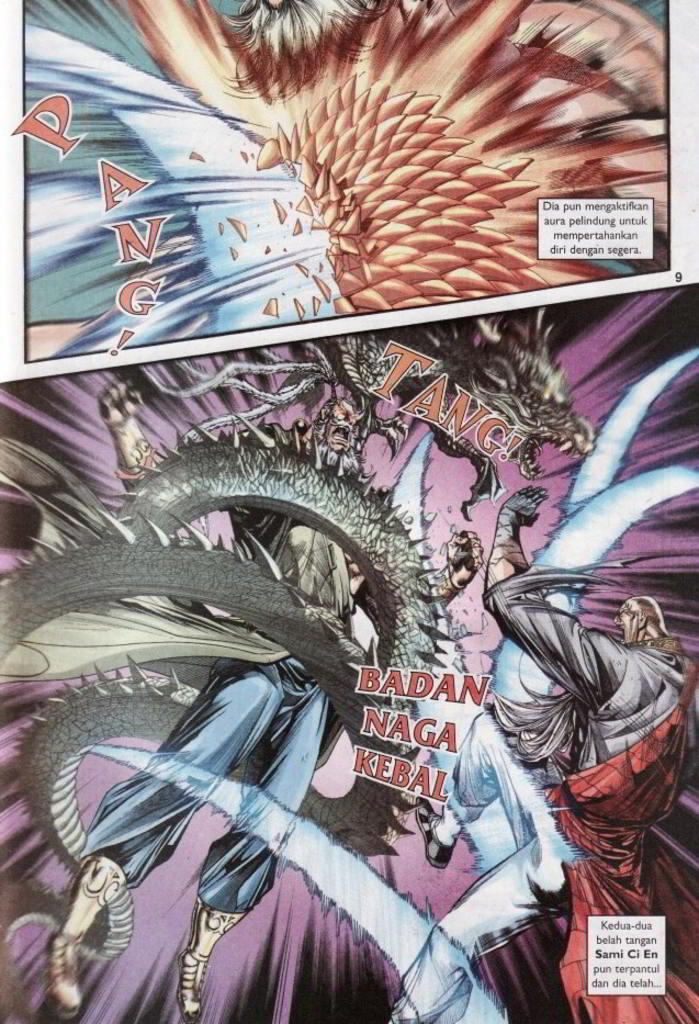 PANG!
Dia pun mengaktifkan
aura pelindung untuk
mempertahankan
diri dengan segera.
9
TANG!
BADAN
NAGA
KEBAL
Kedua-dua
belah tangan
Sami Ci En
pun terpantul
dan dia telah...